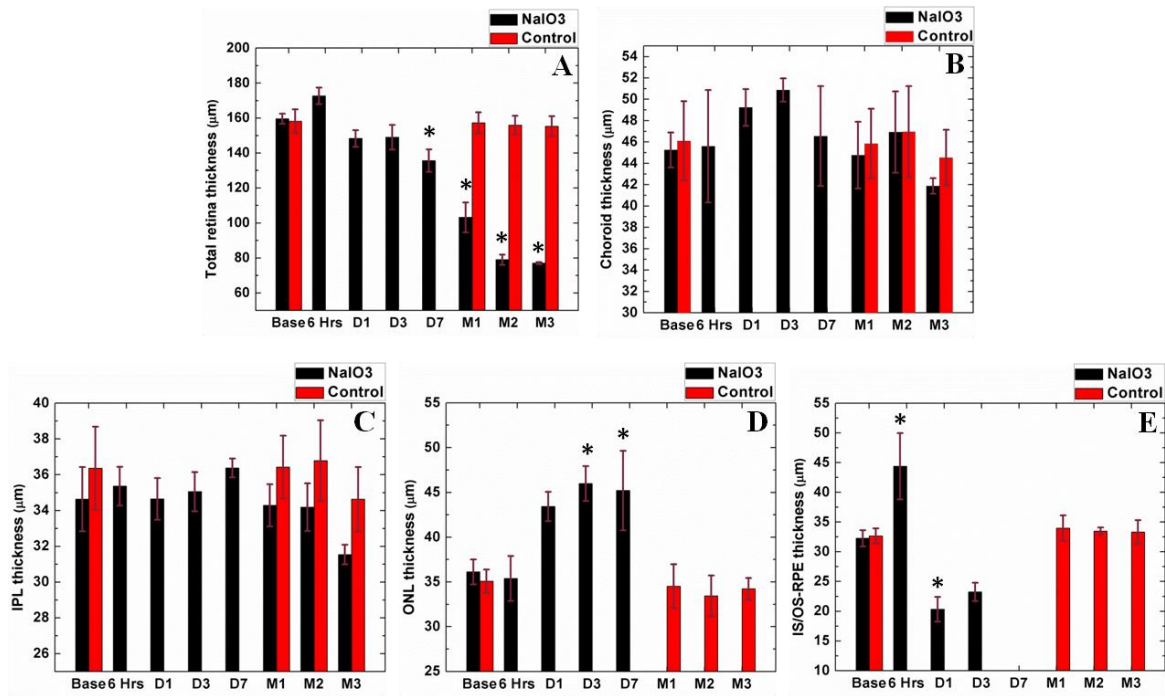 NaIO3
Control
A
Total retina thickness (μm)
200
180
160
140
120
100
80
60
*
*
*
*
Base 6 Hrs D1 D3 D7 M1 M2 M3
NaIO3
Control
B
Choroid thickness (μm)
56
54
52
50
48
46
44
42
40
38
36
34
32
30
Base 6 Hrs D1 D3 D7 M1 M2 M3
NaIO3
Control
C
IPL thickness (μm)
40
38
36
34
32
30
28
26
Base 6 Hrs D1 D3 D7 M1 M2 M3
NaIO3
Control
D
ONL thickness (μm)
55
50
45
40
35
30
25
*
*
Base 6 Hrs D1 D3 D7 M1 M2 M3
NaIO3
Control
E
IS/OS-RPE thickness (μm)
55
50
45
40
35
30
25
20
15
10
*
*
Base 6 Hrs D1 D3 D7 M1 M2 M3